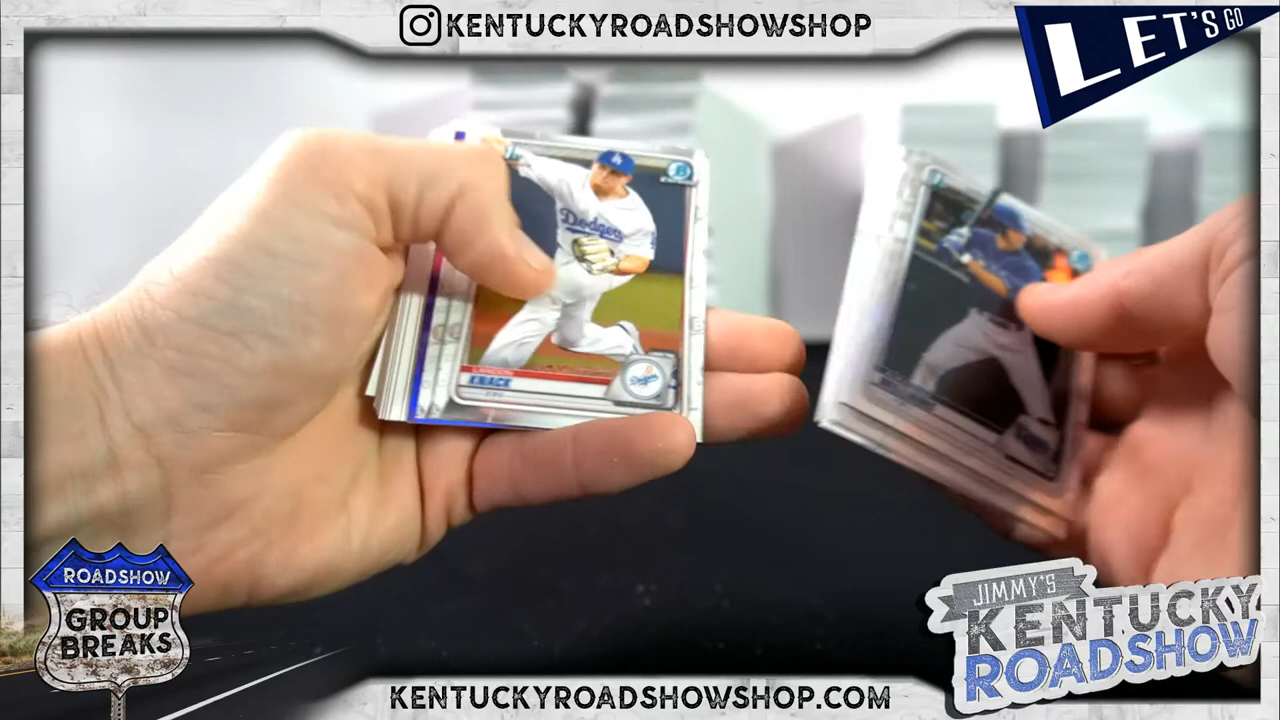 KENTUCKYROADSHOWSHOP
LET'S GO
Dodgers
LANDON
KNACK
ROADSHOW
GROUP
BREAKS
JIMMY'S
KENTUCKY
ROADSHOW
KENTUCKYROADSHOWSHOP.COM